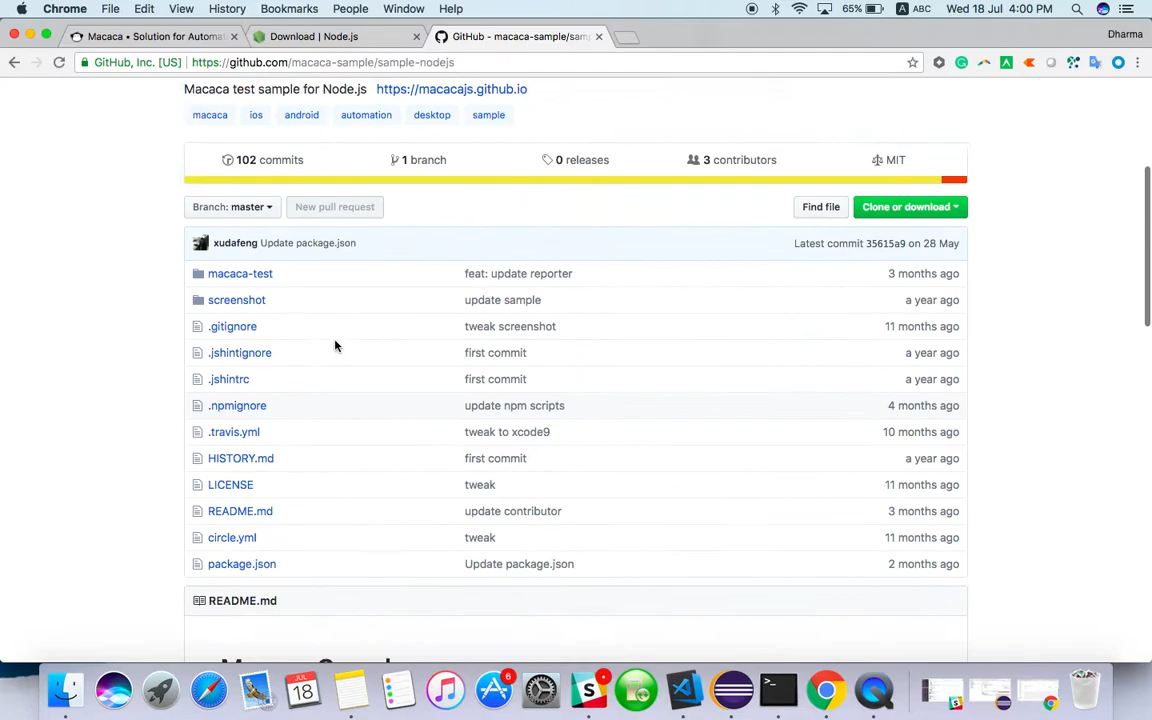 Chrome File Edit View History Bookmarks People Window Help 65% A ABC Wed 18 Jul 4:00 PM
Macaca • Solution for Automat Download | Node.js GitHub - macaca-sample/samp Dharma
GitHub, Inc. [US] https://github.com/macaca-sample/sample-nodejs
Macaca test sample for Node.js https://macacajs.github.io
macaca ios android automation desktop sample
102 commits 1 branch 0 releases 3 contributors MIT
Branch: master New pull request Find file Clone or download
xudafeng Update package.json Latest commit 35615a9 on 28 May
macaca-test feat: update reporter 3 months ago
screenshot update sample a year ago
.gitignore tweak screenshot 11 months ago
.jshintignore first commit a year ago
.jshintrc first commit a year ago
.npmignore update npm scripts 4 months ago
.travis.yml tweak to xcode9 10 months ago
HISTORY.md first commit a year ago
LICENSE tweak 11 months ago
README.md update contributor 3 months ago
circle.yml tweak 11 months ago
package.json Update package.json 2 months ago
README.md
JUL
18
6